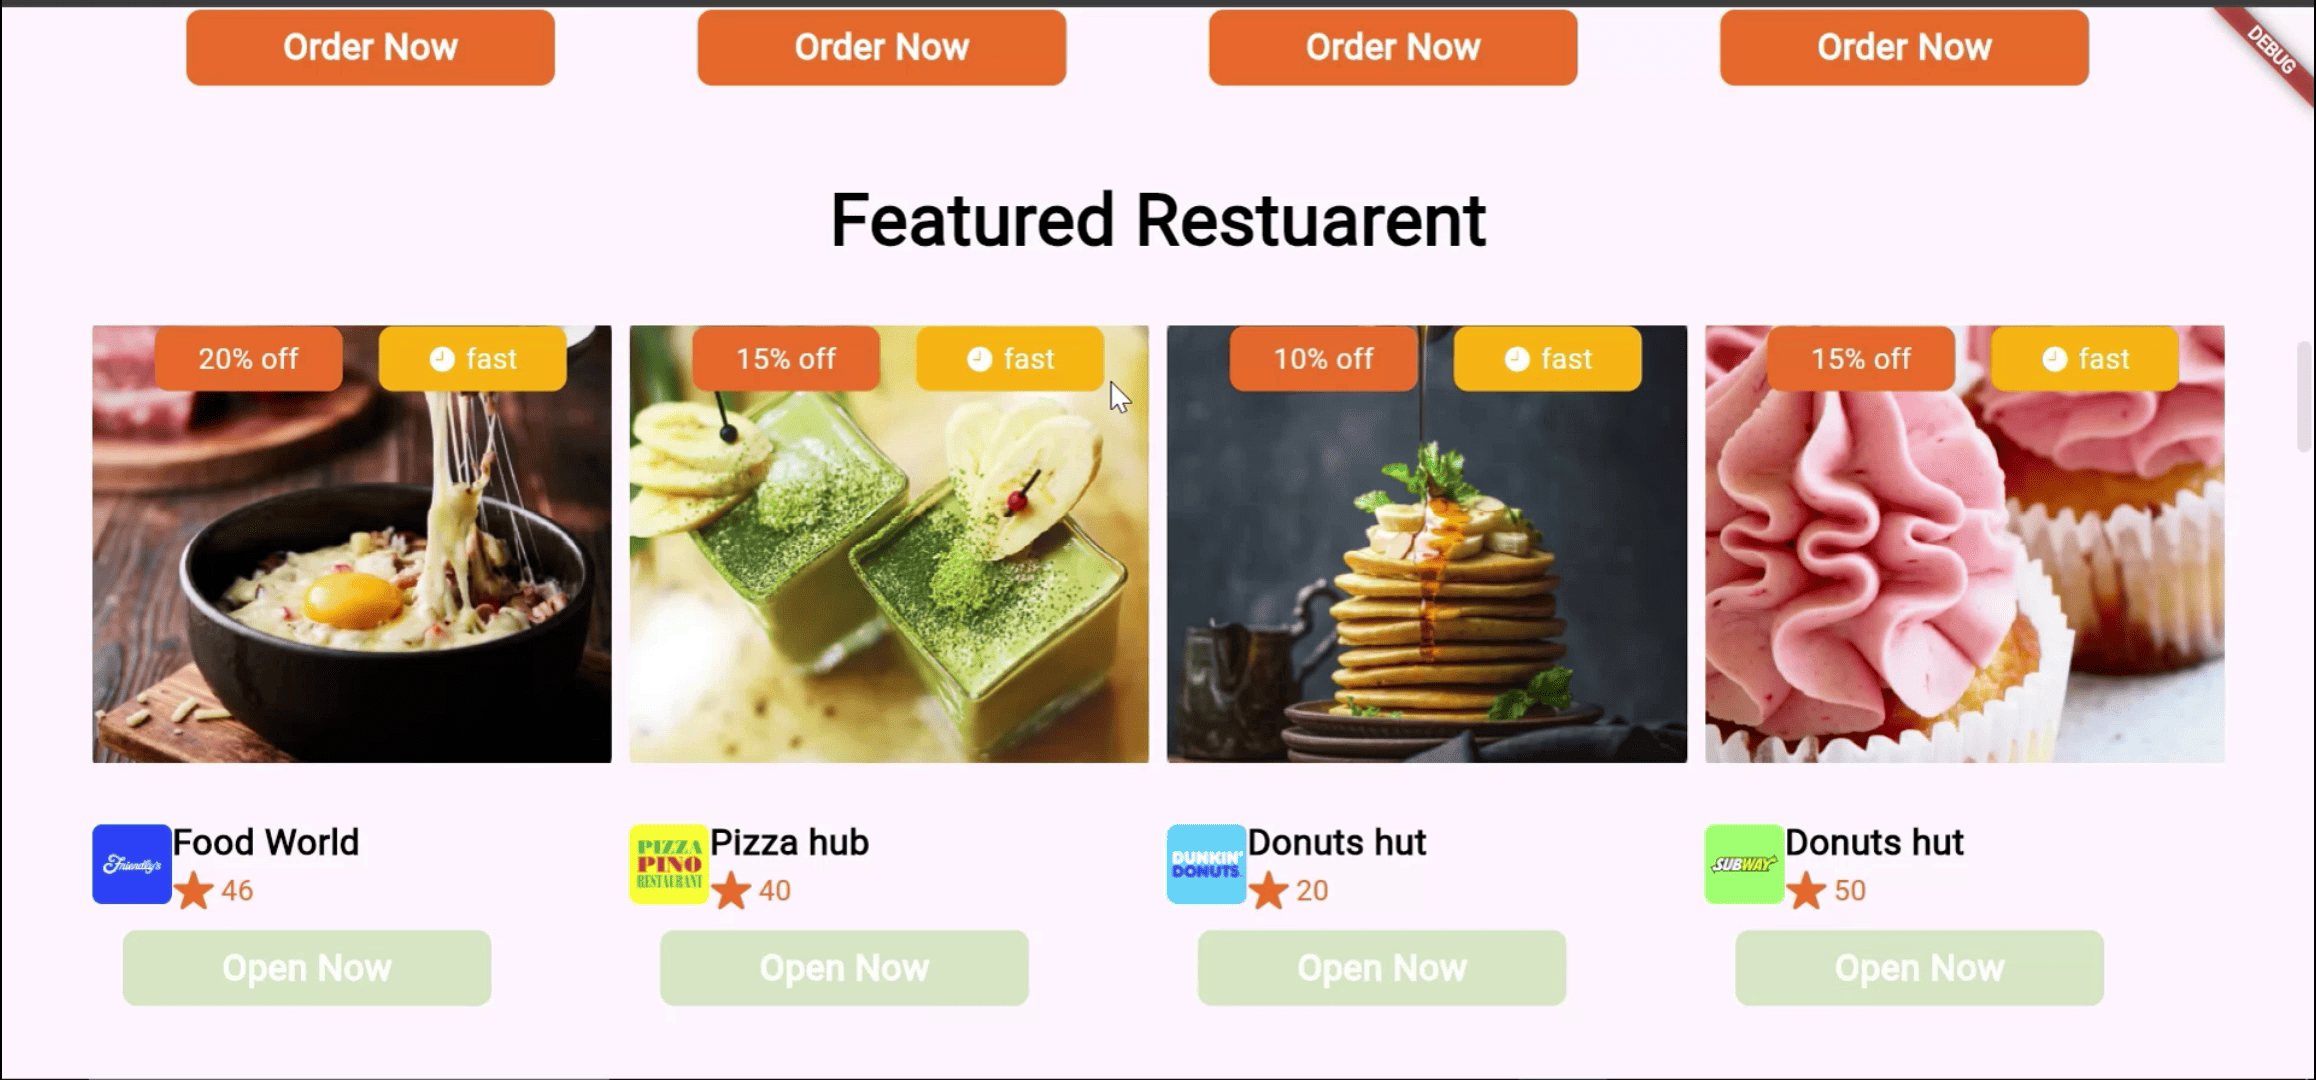 Order Now Order Now Order Now Order Now
DEBUG
Featured Restuarent
20% off fast 15% off fast 10% off fast 15% off fast
Friendly's Food World
46
PIZZA PINO RESTAURANT Pizza hub
40
DUNKIN' DONUTS Donuts hut
20
SUBWAY Donuts hut
50
Open Now Open Now Open Now Open Now